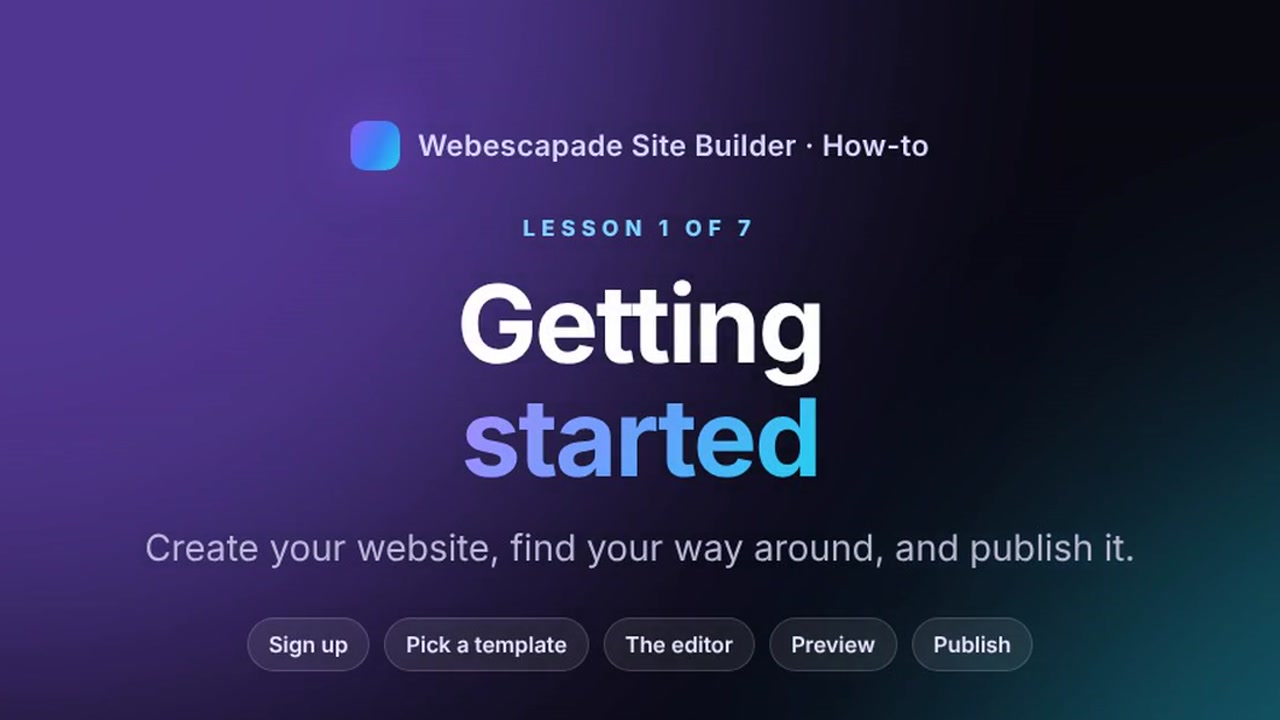 Webescapade Site Builder · How-to
LESSON 1 OF 7
Getting
started
Create your website, find your way around, and publish it.
Sign up Pick a template The editor Preview Publish